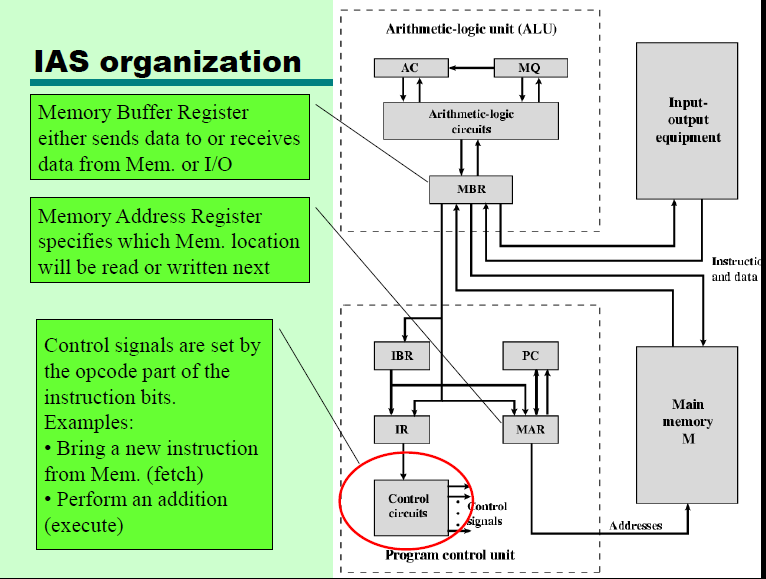 IAS organization
Memory Buffer Register
either sends data to or receives
data from Mem. or I/O
Memory Address Register
specifies which Mem. location
will be read or written next
Control signals are set by
the opcode part of the
instruction bits.
Examples:
• Bring a new instruction
from Mem. (fetch)
• Perform an addition
(execute)
Arithmetic-logic unit (ALU)
AC
MQ
Arithmetic-logic
circuits
MBR
Input-
output
equipment
Instructio
and data
IBR
PC
IR
MAR
Main
memory
M
Control
circuits
Control
signals
Addresses
Program control unit